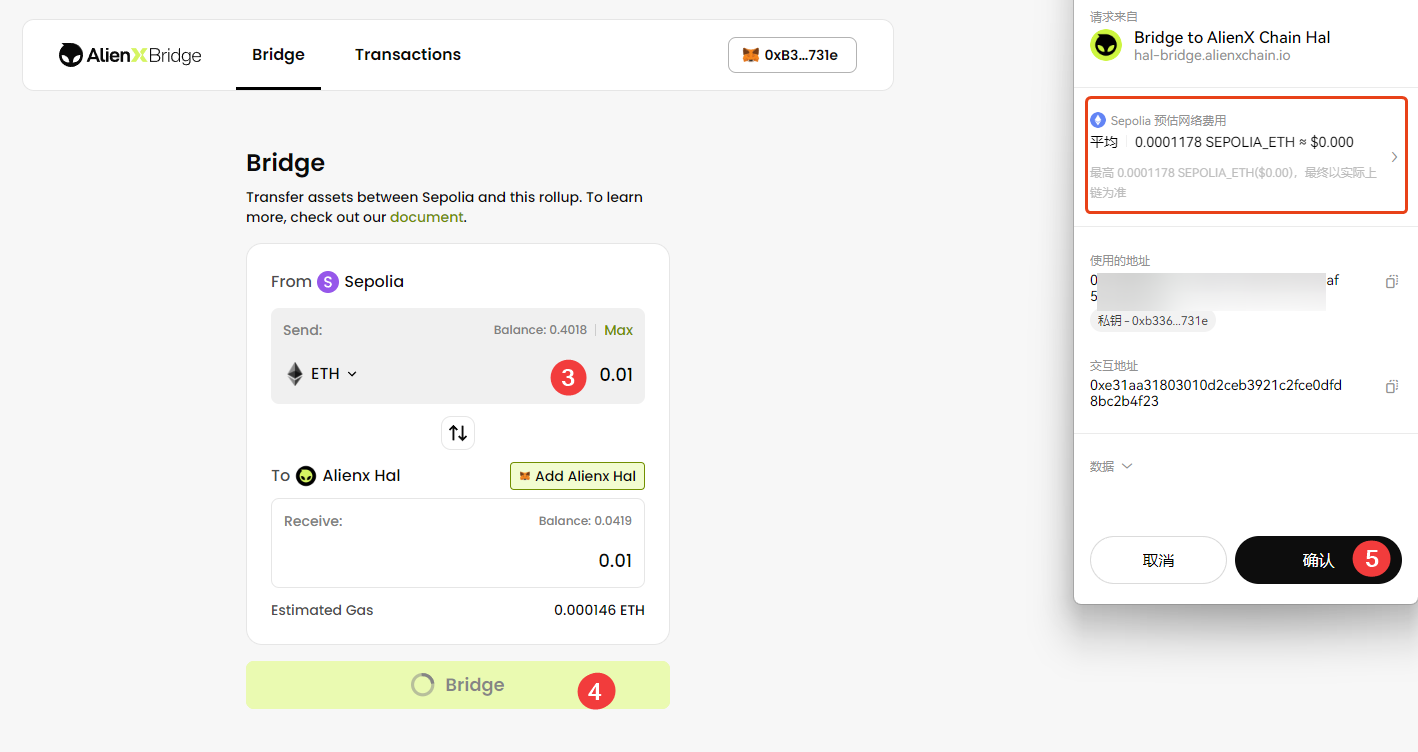 AlienXBridge
Bridge
Transactions
0xB3...731e
Bridge
Transfer assets between Sepolia and this rollup. To learn
more, check out our document.
From S Sepolia
Send:
Balance: 0.4018
Max
ETH
3
0.01
To Alienx Hal
Add Alienx Hal
Receive:
Balance: 0.0419
0.01
Estimated Gas
0.000146 ETH
Bridge
4
请求来自
Bridge to AlienX Chain Hal
hal-bridge.alienxchain.io
Sepolia 预估网络费用
平均 0.0001178 SEPOLIA_ETH ≈ $0.000
最高 0.0001178 SEPOLIA_ETH($0.00)，最终以实际上
链为准
使用的地址
0
af
5
私钥 - 0xb336...731e
交互地址
0xe31aa31803010d2ceb3921c2fce0dfd
8bc2b4f23
数据
取消
确认
5